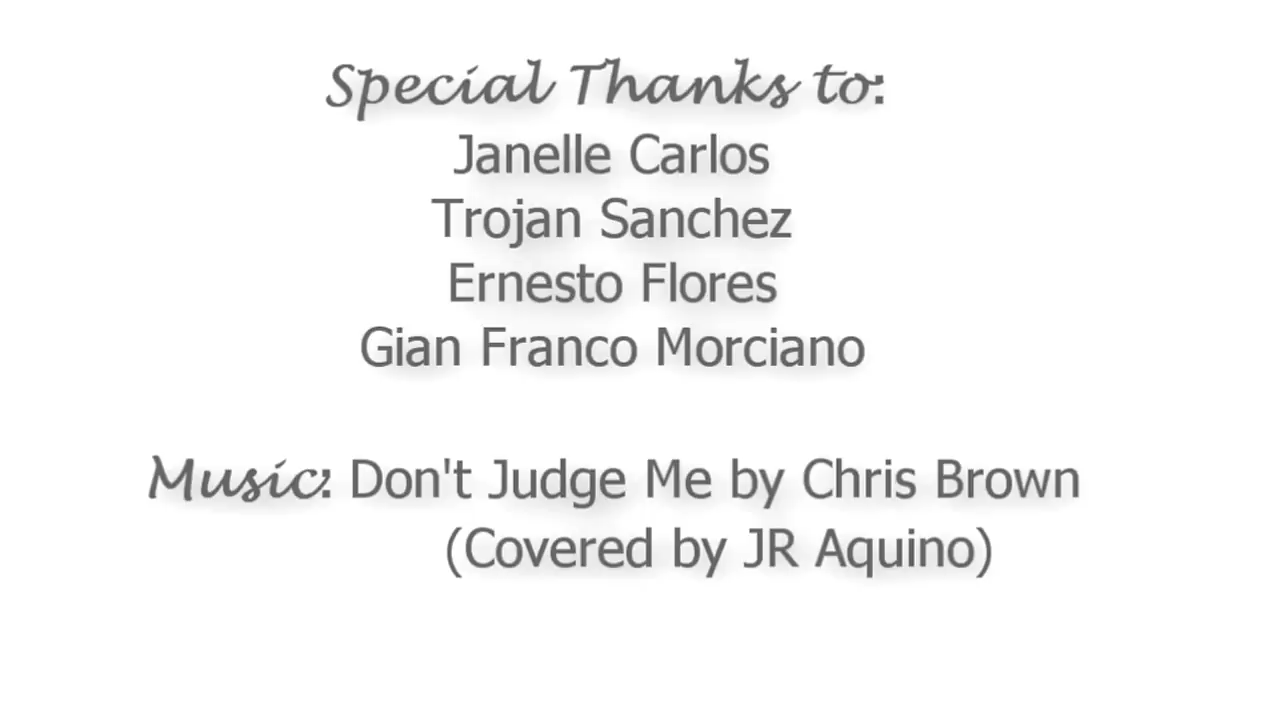 Special Thanks to:
Janelle Carlos
Trojan Sanchez
Ernesto Flores
Gian Franco Morciano
Music: Don't Judge Me by Chris Brown
(Covered by JR Aquino)